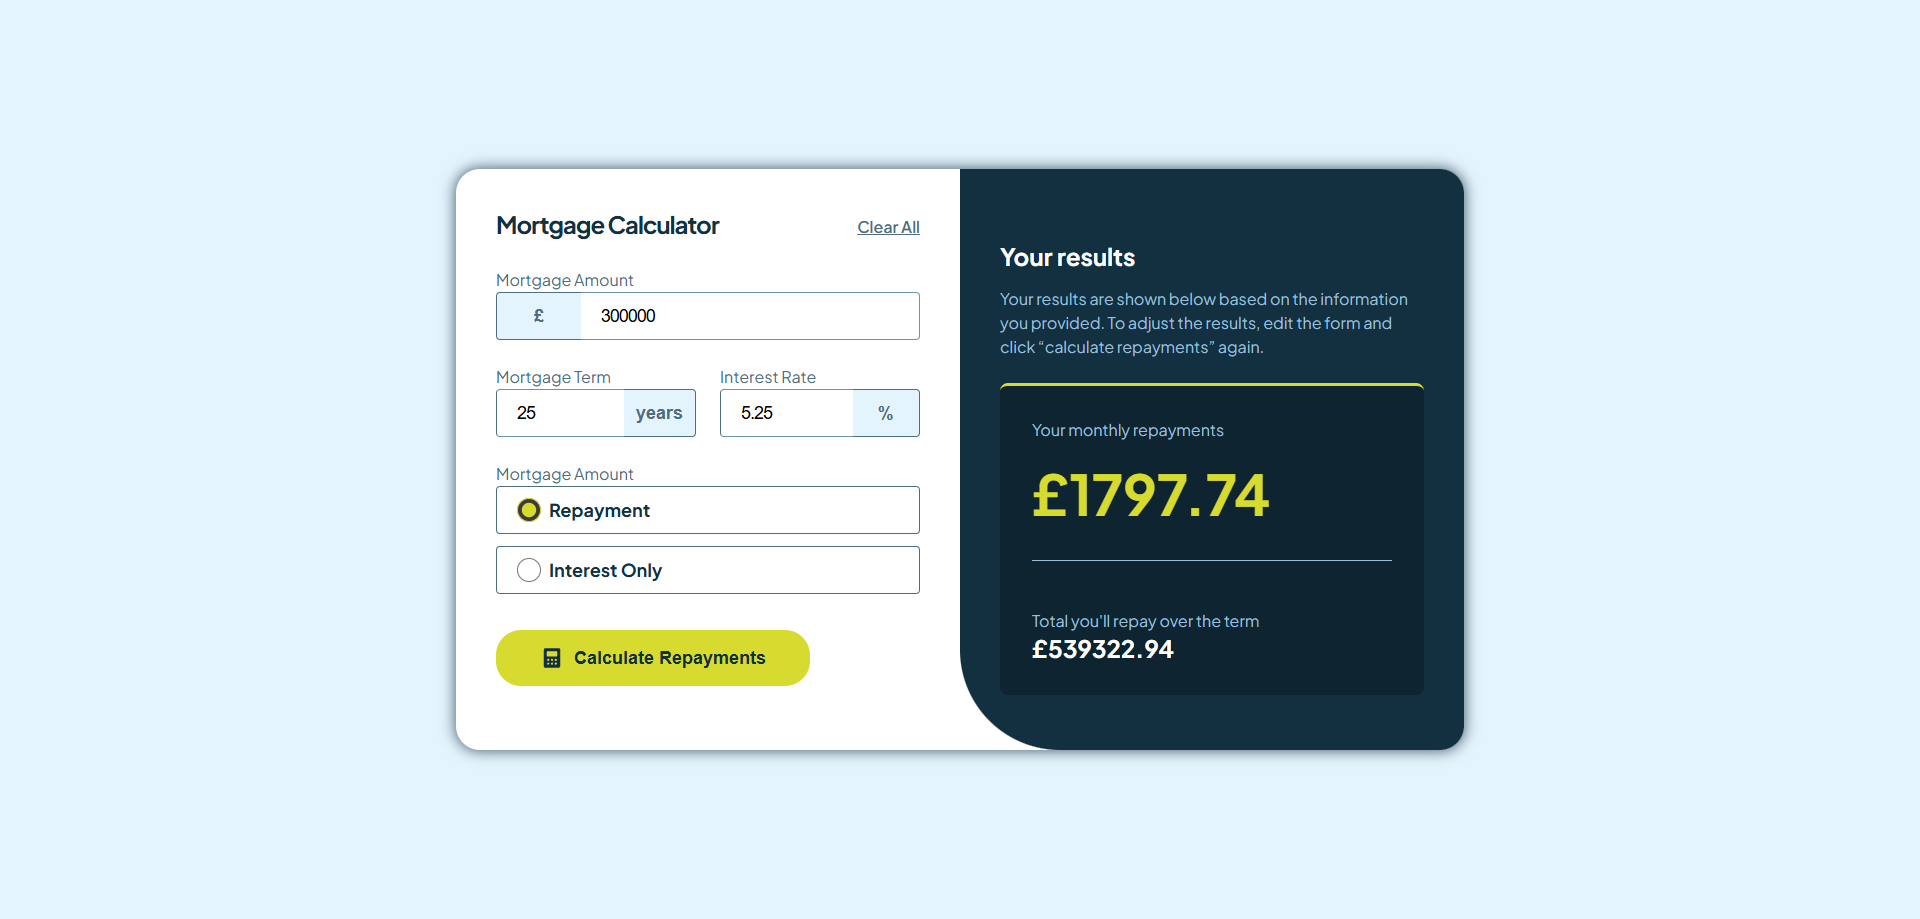 Mortgage Calculator
Clear All
Mortgage Amount
£
300000
Mortgage Term
Interest Rate
25
years
5.25
%
Mortgage Amount
Repayment
Interest Only
Calculate Repayments
Your results
Your results are shown below based on the information
you provided. To adjust the results, edit the form and
click “calculate repayments” again.
Your monthly repayments
£1797.74
Total you'll repay over the term
£539322.94